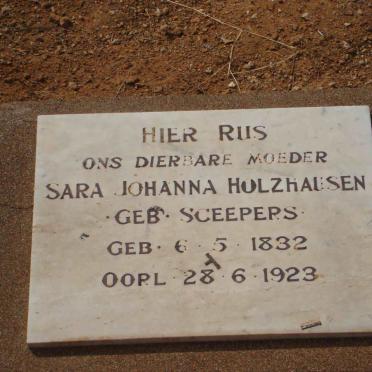 HIER RUS
ONS DIERBARE MOEDER
SARA JOHANNA HOLZHAUSEN
GEB · SCEEPERS ·
GEB · 6 · 5 · 1832
OORL · 28 · 6 · 1923